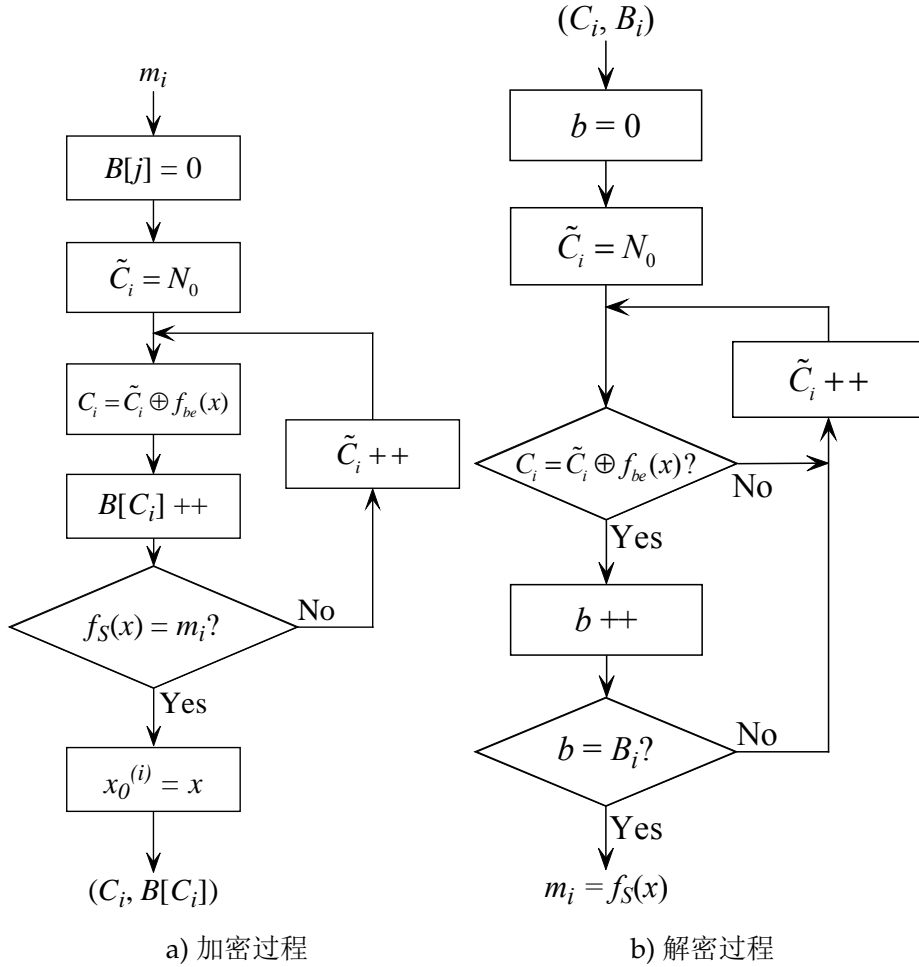 m_i
B[j] = 0
C̃_i = N_0
C_i = C̃_i ⊕ f_be(x)
C̃_i ++
B[C_i] ++
f_S(x) = m_i?
No
Yes
x_0^(i) = x
(C_i, B[C_i])
a) 加密过程
(C_i, B_i)
b = 0
C̃_i = N_0
C̃_i ++
C_i = C̃_i ⊕ f_be(x)?
No
Yes
b ++
b = B_i?
No
Yes
m_i = f_S(x)
b) 解密过程